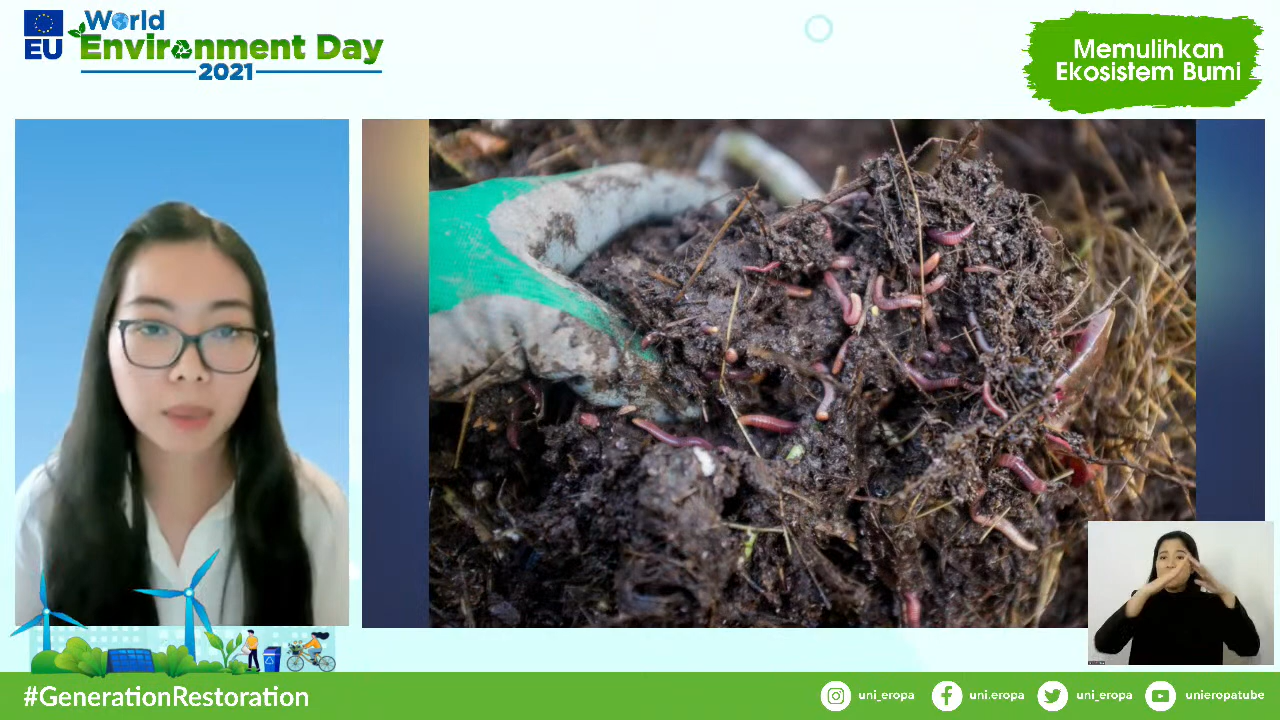 EU
World
Environment Day
2021
Memulihkan
Ekosistem Bumi
#GenerationRestoration
uni_eropa
uni.eropa
uni_eropa
unieropatube